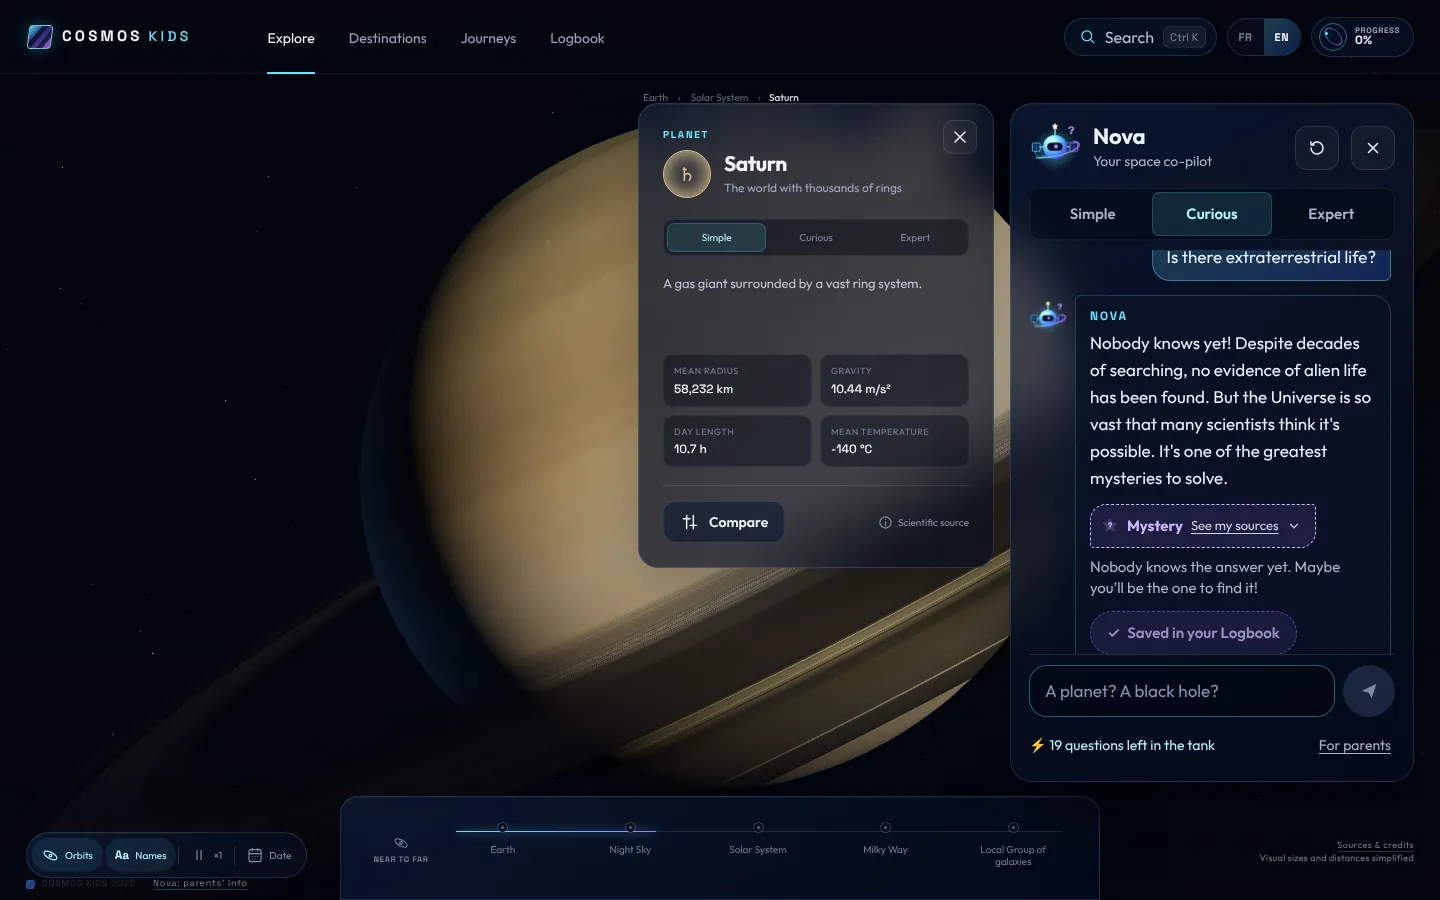 COSMOS KIDS
Explore
Destinations
Journeys
Logbook
Search
Ctrl K
FR
EN
PROGRESS
0%
Earth › Solar System › Saturn
PLANET
♄
Saturn
The world with thousands of rings
Simple
Curious
Expert
A gas giant surrounded by a vast ring system.
MEAN RADIUS
58,232 km
GRAVITY
10.44 m/s²
DAY LENGTH
10.7 h
MEAN TEMPERATURE
-140 °C
Compare
Scientific source
Nova
Your space co-pilot
Simple
Curious
Expert
Is there extraterrestrial life?
NOVA
Nobody knows yet! Despite decades
of searching, no evidence of alien life
has been found. But the Universe is so
vast that many scientists think it's
possible. It's one of the greatest
mysteries to solve.
? Mystery See my sources
Nobody knows the answer yet. Maybe
you'll be the one to find it!
✓ Saved in your Logbook
A planet? A black hole?
⚡ 19 questions left in the tank
For parents
Orbits
Aa Names
×1
Date
COSMOS KIDS 2026
Nova: parents' info
NEAR TO FAR
Earth
Night Sky
Solar System
Milky Way
Local Group of
galaxies
Sources & credits
Visual sizes and distances simplified